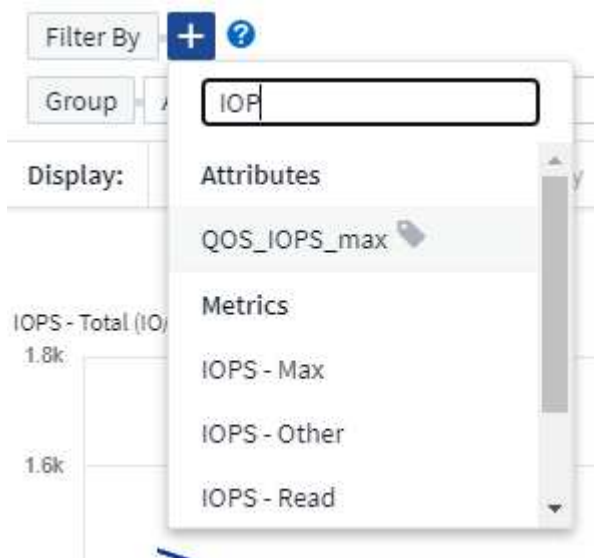 Filter By + ?
Group
IOP
Display:
Attributes
QOS_IOPS_max
Metrics
IOPS - Total (IO/
1.8k
IOPS - Max
IOPS - Other
1.6k
IOPS - Read